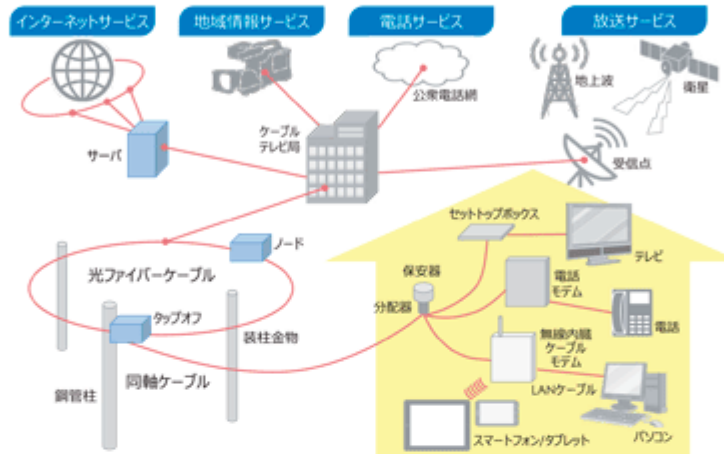 インターネットサービス
地域情報サービス
電話サービス
放送サービス
公衆電話網
地上波
衛星
サーバ
ケーブル
テレビ局
受信点
セットトップボックス
テレビ
ノード
光ファイバーケーブル
保安器
分配器
電話
モデム
電話
タップオフ
装柱金物
無線内臓
ケーブル
モデム
同軸ケーブル
鋼管柱
LANケーブル
スマートフォン/タブレット
パソコン